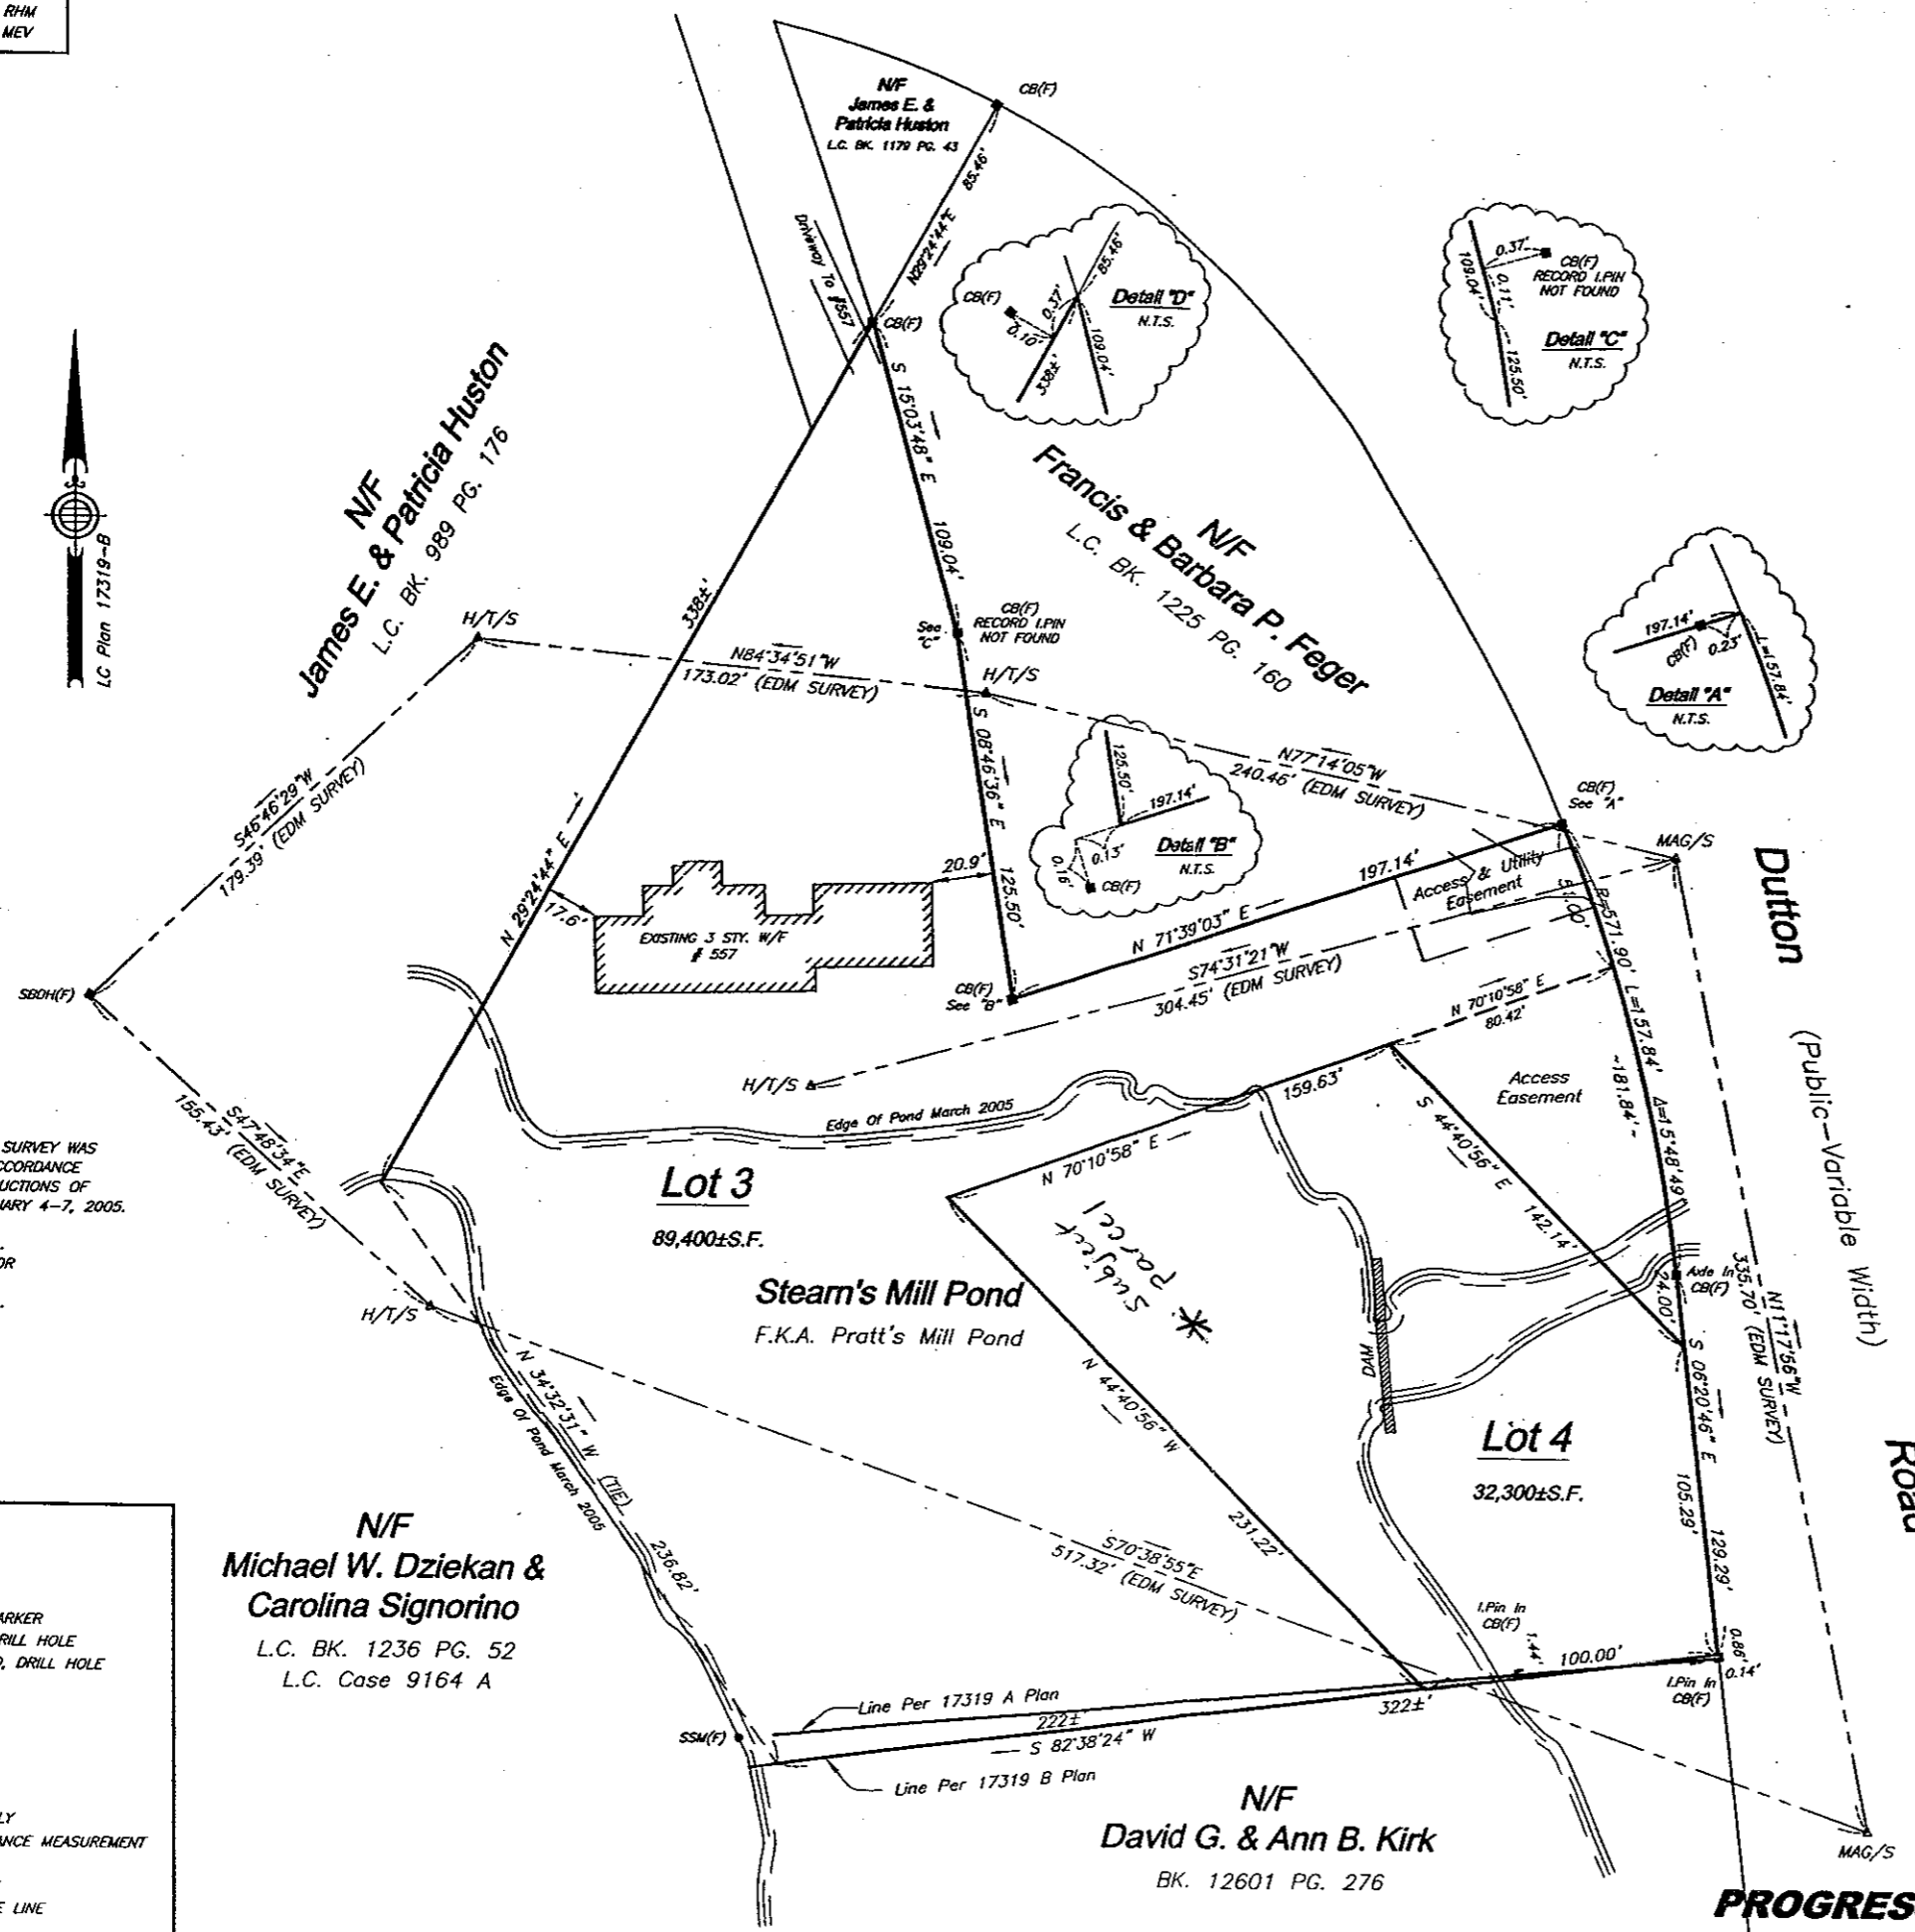 RHM
MEV
N/F
James E. &
Patricia Huston
L.C. BK. 1179 PG. 43
CB(F)
85.46'
N29°24'44"E
Driveway To #557
CB(F)
CB(F)
0.37'
0.10'
85.46'
109.04'
338±'
Detail "D"
N.T.S.
0.37'
0.11'
109.04'
125.50'
CB(F)
RECORD I.PIN
NOT FOUND
Detail "C"
N.T.S.
LC Plan 17319-B
N/F
James E. & Patricia Huston
L.C. BK. 989 PG. 176
S 15°03'48" E
109.04'
338±'
N/F
Francis & Barbara P. Feger
L.C. BK. 1225 PG. 160
197.14'
CB(F)
0.23'
L=157.84'
Detail "A"
N.T.S.
H/T/S
See
"C"
CB(F)
RECORD I.PIN
NOT FOUND
N84°34'51"W
173.02' (EDM SURVEY)
H/T/S
S 08°46'36" E
125.50'
N77°14'05"W
240.46' (EDM SURVEY)
S46°46'29"W
179.39' (EDM SURVEY)
125.50'
197.14'
0.13'
0.16'
CB(F)
Detail "B"
N.T.S.
CB(F)
See "A"
MAG/S
Dutton
Road
(Public-Variable Width)
N 29°24'44" E
17.6'
20.9'
EXISTING 3 STY. W/F
# 557
197.14'
N 71°39'03" E
Access & Utility
Easement
51.00'
R=571.90' L=157.84' Δ=15°48'49"
~181.84'~
SBDH(F)
CB(F)
See "B"
S74°31'21"W
304.45' (EDM SURVEY)
N 70°10'58" E
80.42'
H/T/S
Edge Of Pond March 2005
159.63'
N 70°10'58" E
Access
Easement
S 44°40'56" E
142.14'
S47°48'34"E
155.43' (EDM SURVEY)
SURVEY WAS
CCORDANCE
UCTIONS OF
UARY 4-7, 2005.
OR
Lot 3
89,400±S.F.
Subject
parcel
*
Stearn's Mill Pond
F.K.A. Pratt's Mill Pond
H/T/S
DAM
Axle In
CB(F)
24.00'
N11°17'56"W
335.70' (EDM SURVEY)
S 06°20'46" E
105.29'
129.29'
N 34°32'31" W (TIE)
236.82'
Edge Of Pond March 2005
N 44°40'56" W
231.22'
Lot 4
32,300±S.F.
N/F
Michael W. Dziekan &
Carolina Signorino
L.C. BK. 1236 PG. 52
L.C. Case 9164 A
S70°38'55"E
517.32' (EDM SURVEY)
I.Pin In
CB(F)
1.44'
100.00'
0.86'
0.14'
I.Pin In
CB(F)
ARKER
RILL HOLE
D, DRILL HOLE
LY
ANCE MEASUREMENT
E LINE
Line Per 17319 A Plan
222±'
322±'
S 82°38'24" W
Line Per 17319 B Plan
SSM(F)
N/F
David G. & Ann B. Kirk
BK. 12601 PG. 276
MAG/S
PROGRES